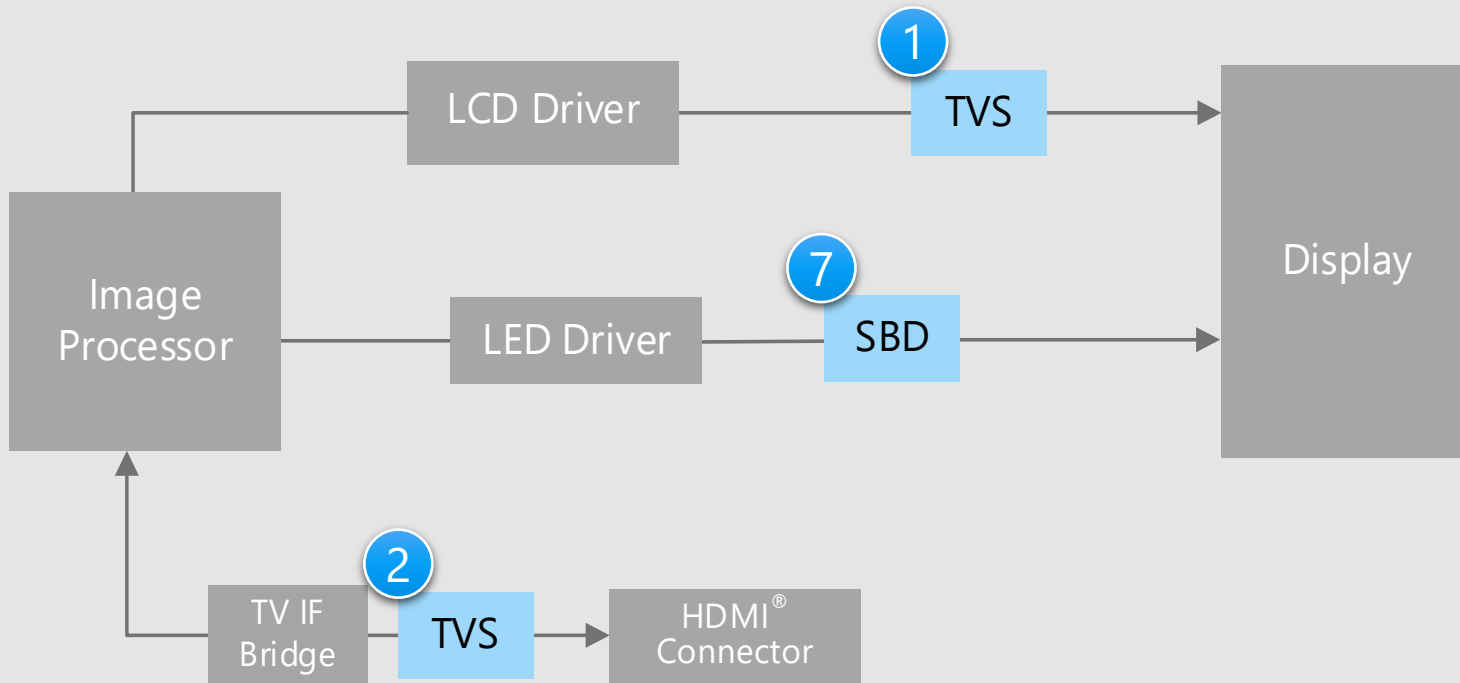 1
LCD Driver
TVS
Image
Processor
7
LED Driver
SBD
Display
2
TV IF
Bridge
TVS
HDMI®
Connector